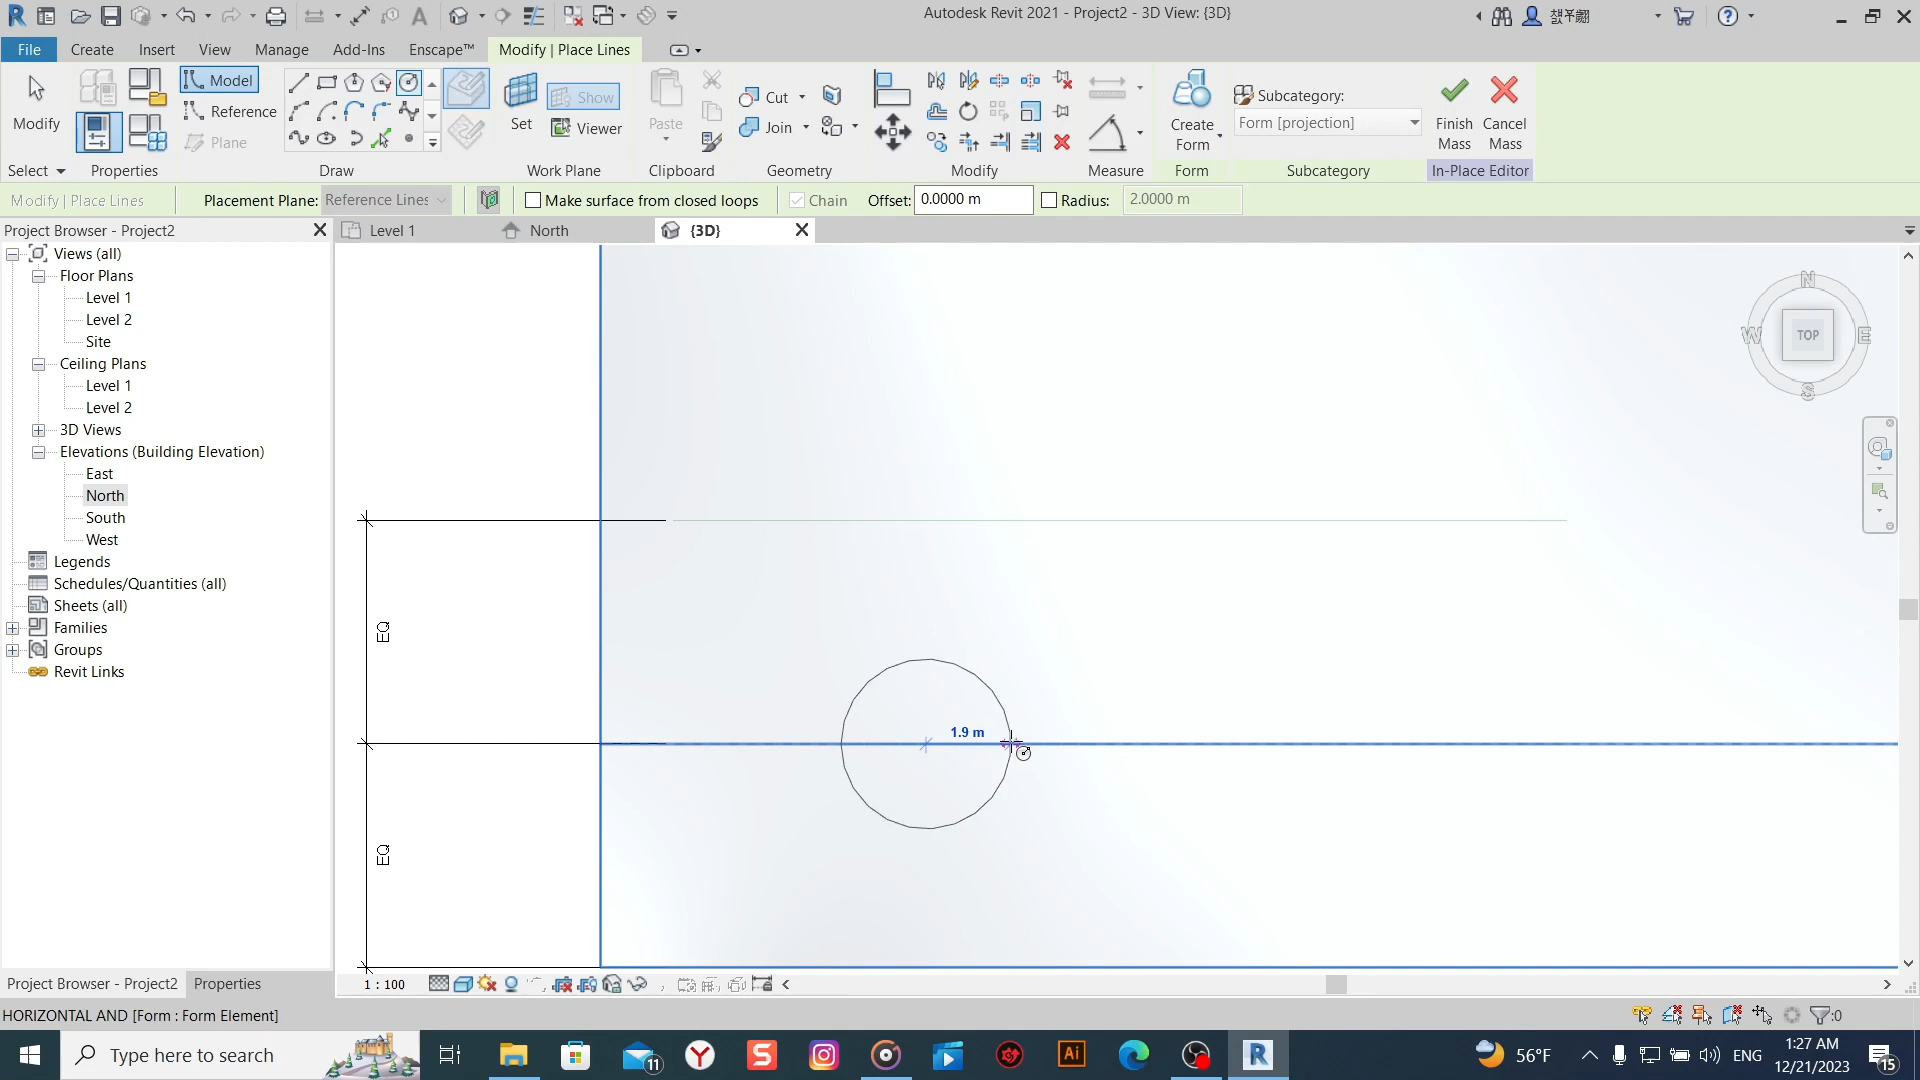 Autodesk Revit 2021 - Project2 - 3D View: {3D}
File
Create
Insert
View
Manage
Add-Ins
Enscape™
Modify | Place Lines
Modify
Model
Reference
Plane
Set
Show
Viewer
Paste
Cut
Join
Create
Form
Subcategory:
Form [projection]
Finish
Mass
Cancel
Mass
Select
Properties
Draw
Work Plane
Clipboard
Geometry
Modify
Measure
Form
Subcategory
In-Place Editor
Modify | Place Lines
Placement Plane:
Reference Lines
Make surface from closed loops
Chain
Offset:
0.0000 m
Radius:
2.0000 m
Project Browser - Project2
Level 1
North
{3D}
Views (all)
Floor Plans
Level 1
Level 2
Site
Ceiling Plans
Level 1
Level 2
3D Views
Elevations (Building Elevation)
East
North
South
West
Legends
Schedules/Quantities (all)
Sheets (all)
Families
Groups
Revit Links
N
W
TOP
E
S
EQ
1.9 m
EQ
Project Browser - Project2
Properties
1 : 100
HORIZONTAL AND [Form : Form Element]
:0
Type here to search
11
Ai
56°F
ENG
1:27 AM
12/21/2023
15